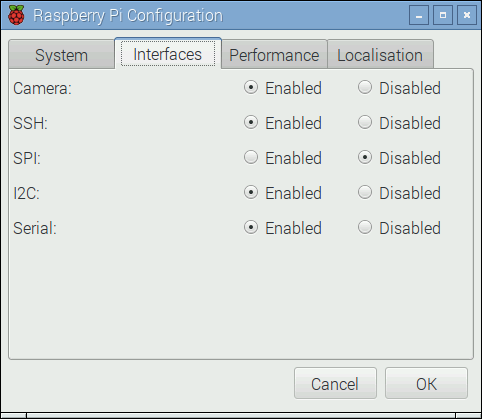 Raspberry Pi Configuration
System Interfaces Performance Localisation
Camera: Enabled Disabled
SSH: Enabled Disabled
SPI: Enabled Disabled
I2C: Enabled Disabled
Serial: Enabled Disabled
Cancel OK